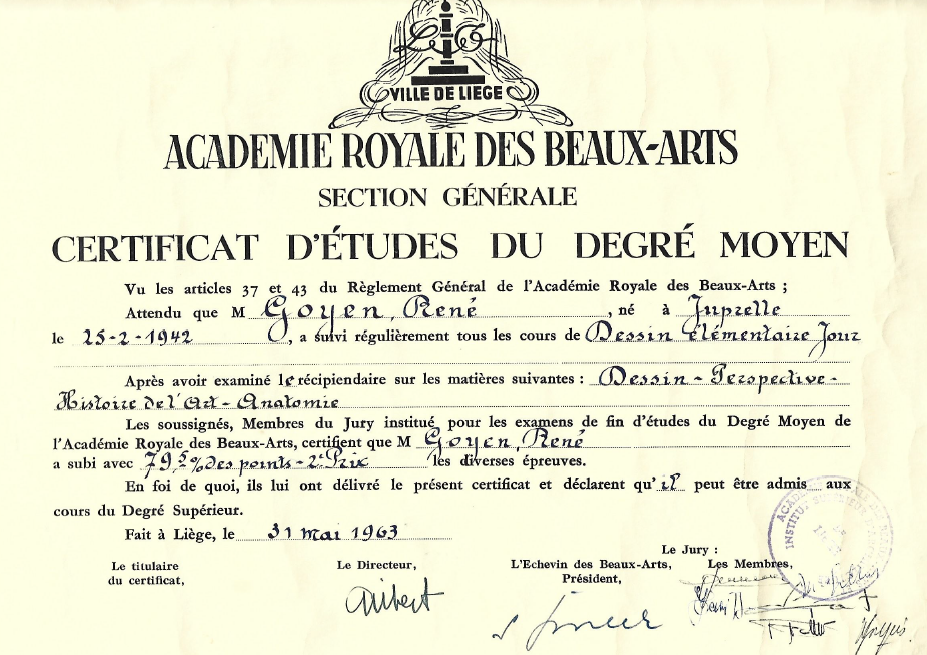 VILLE DE LIEGE
ACADEMIE ROYALE DES BEAUX-ARTS
SECTION GÉNÉRALE
CERTIFICAT D'ÉTUDES DU DEGRÉ MOYEN
Vu les articles 37 et 43 du Règlement Général de l'Académie Royale des Beaux-Arts ;
Attendu que M Goyen, René, né à Juprelle
le 25-2-1942, a suivi régulièrement tous les cours de Dessin élémentaire Jour
Après avoir examiné le récipiendaire sur les matières suivantes : Dessin - Perspective -
Histoire de l'Art - Anatomie
Les soussignés, Membres du Jury institué pour les examens de fin d'études du Degré Moyen de
l'Académie Royale des Beaux-Arts, certifient que M Goyen, René
a subi avec 79,5 % des points - 2e Prix les diverses épreuves.
En foi de quoi, ils lui ont délivré le présent certificat et déclarent qu'il peut être admis aux
cours du Degré Supérieur.
Fait à Liège, le 31 mai 1963
Le Jury :
Le titulaire
du certificat,
Le Directeur,
L'Echevin des Beaux-Arts,
Président,
Les Membres,